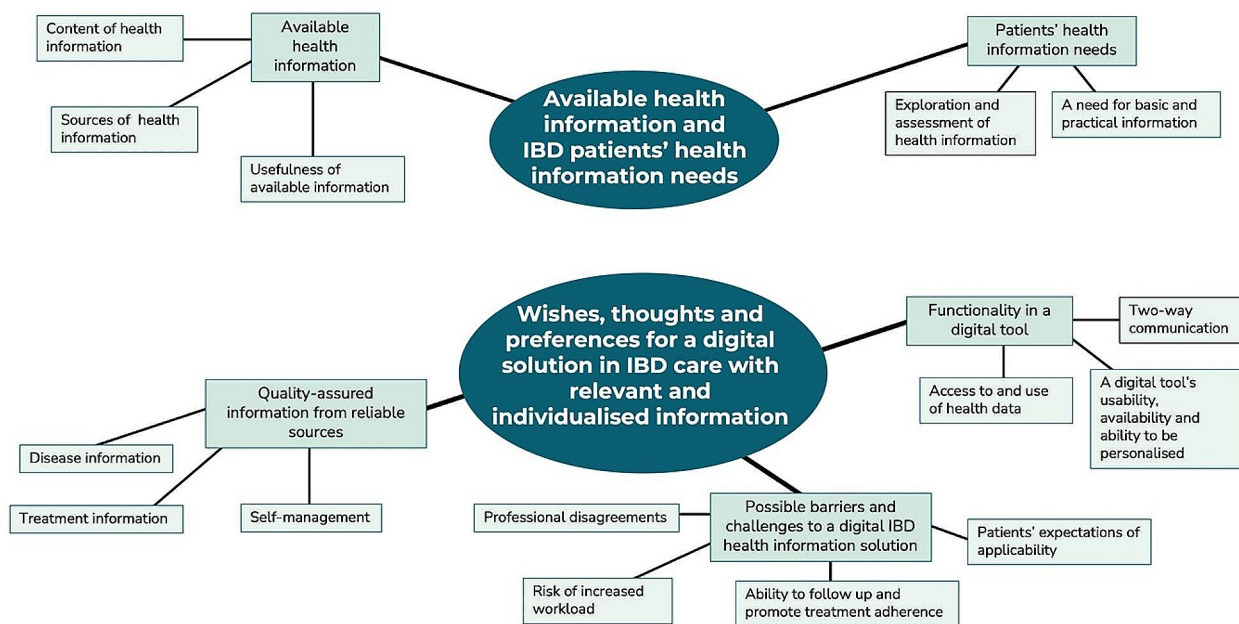 Content of health
information
Available
health
information
Sources of health
information
Usefulness of
available information
Available health
information and
IBD patients’ health
information needs
Patients’ health
information needs
Exploration and
assessment of
health information
A need for basic and
practical information
Wishes, thoughts and
preferences for a digital
solution in IBD care with
relevant and
individualised information
Functionality in a
digital tool
Two-way
communication
Access to and use
of health data
A digital tool’s
usability,
availability and
ability to be
personalised
Quality-assured
information from reliable
sources
Disease information
Treatment information
Self-management
Possible barriers and
challenges to a digital IBD
health information solution
Professional disagreements
Patients’ expectations of
applicability
Risk of increased
workload
Ability to follow up and
promote treatment adherence